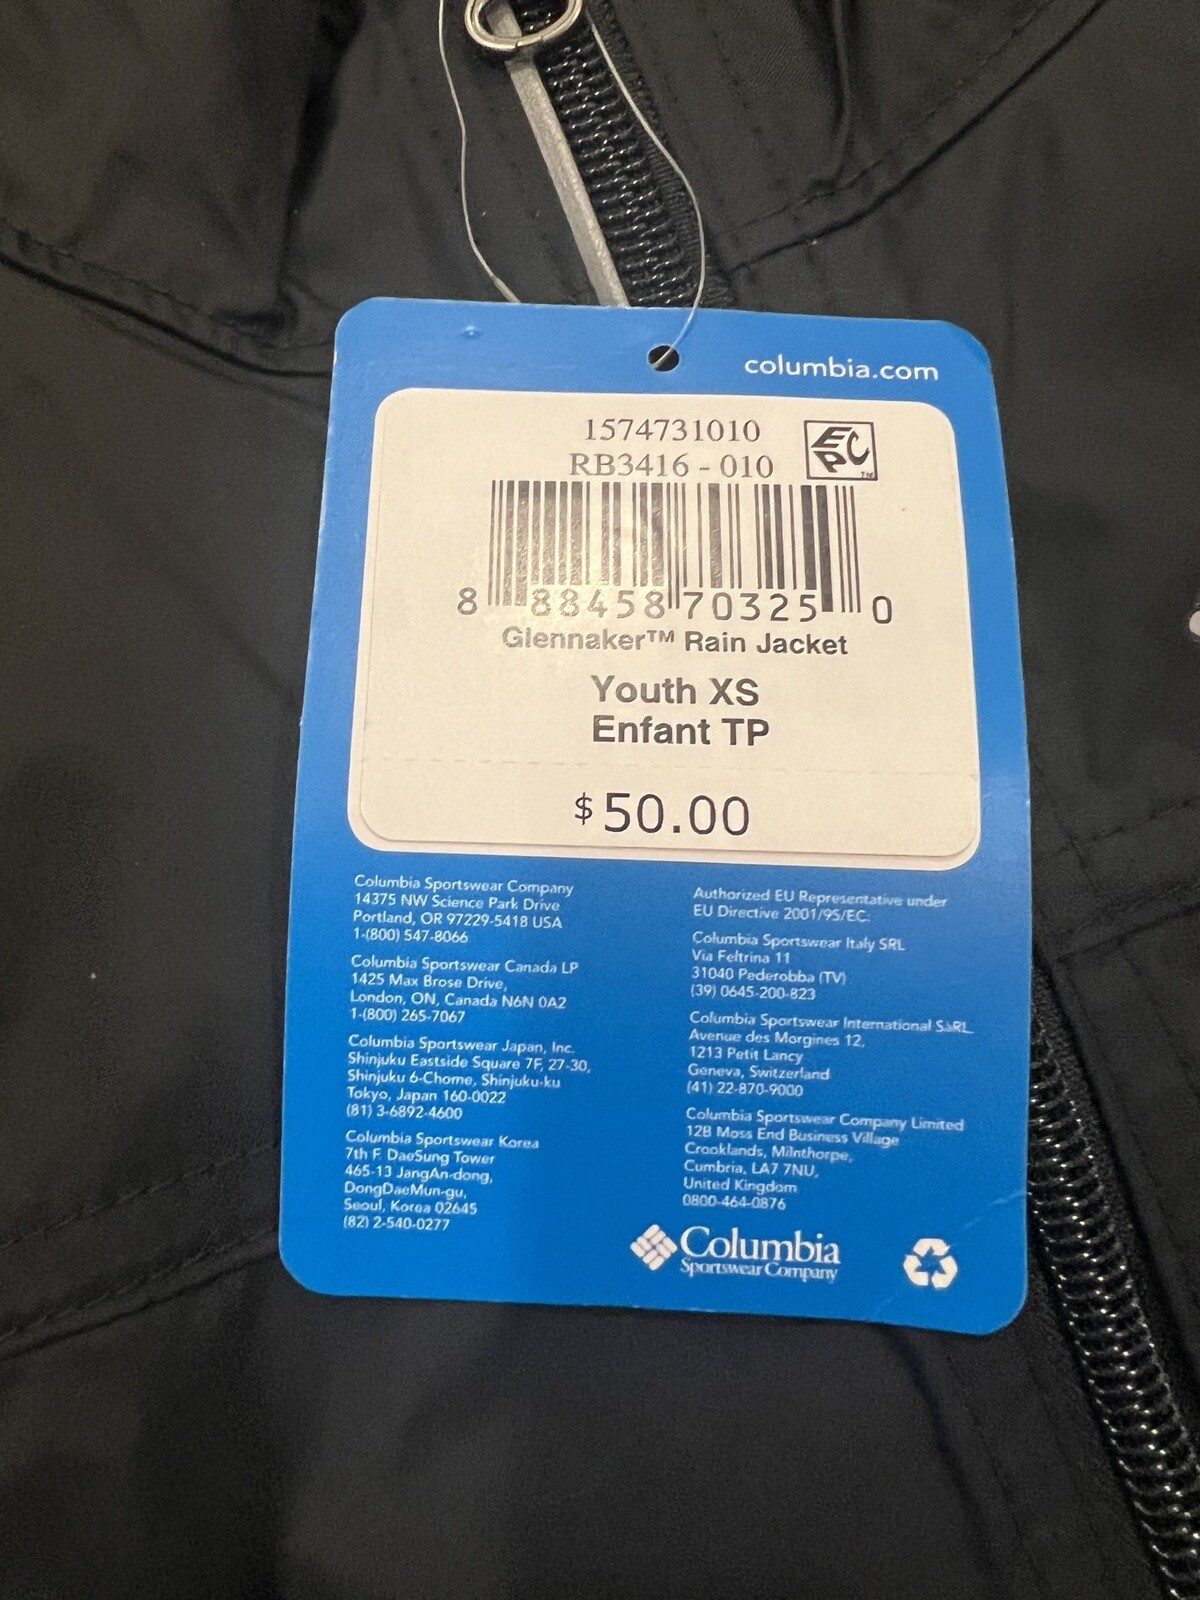 columbia.com
1574731010
RB3416 - 010
EPC™
8 88458 70325 0
Glennaker™ Rain Jacket
Youth XS
Enfant TP
$50.00
Columbia Sportswear Company
14375 NW Science Park Drive
Portland, OR 97229-5418 USA
1-(800) 547-8066
Columbia Sportswear Canada LP
1425 Max Brose Drive,
London, ON, Canada N6N 0A2
1-(800) 265-7067
Columbia Sportswear Japan, Inc.
Shinjuku Eastside Square 7F, 27-30,
Shinjuku 6-Chome, Shinjuku-ku
Tokyo, Japan 160-0022
(81) 3-6892-4600
Columbia Sportswear Korea
7th F. DaeSung Tower
465-13 JangAn-dong,
DongDaeMun-gu,
Seoul, Korea 02645
(82) 2-540-0277
Authorized EU Representative under
EU Directive 2001/95/EC:
Columbia Sportswear Italy SRL
Via Feltrina 11
31040 Pederobba (TV)
(39) 0645-200-823
Columbia Sportswear International SàRL
Avenue des Morgines 12,
1213 Petit Lancy
Geneva, Switzerland
(41) 22-870-9000
Columbia Sportswear Company Limited
12B Moss End Business Village
Crooklands, Milnthorpe,
Cumbria, LA7 7NU,
United Kingdom
0800-464-0876
Columbia
Sportswear Company